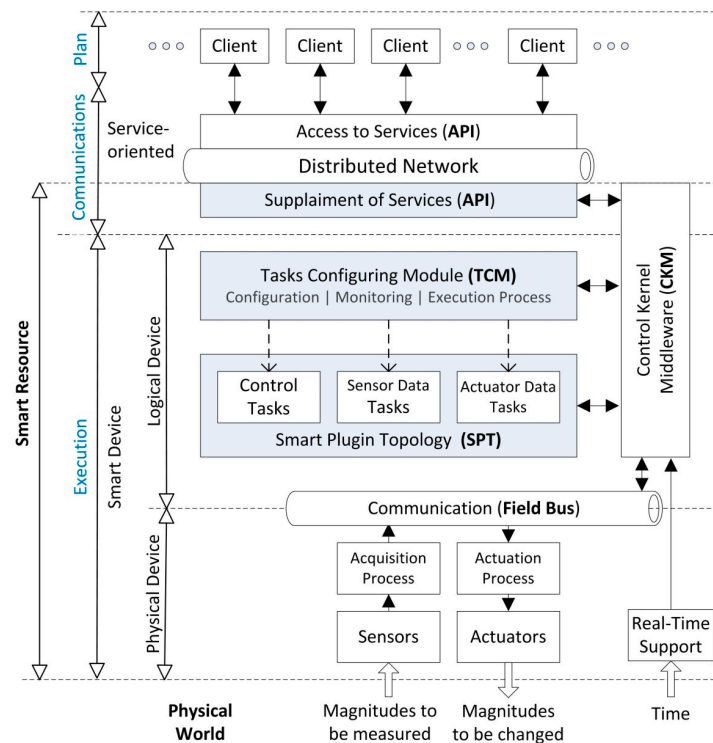 Plan
Client
Client
Client
Client
Communications
Service-
oriented
Access to Services (API)
Distributed Network
Supplaiment of Services (API)
Smart Resource
Execution
Smart Device
Logical Device
Tasks Configuring Module (TCM)
Configuration | Monitoring | Execution Process
Control
Tasks
Sensor Data
Tasks
Actuator Data
Tasks
Smart Plugin Topology (SPT)
Control Kernel
Middleware (CKM)
Communication (Field Bus)
Physical Device
Acquisition
Process
Actuation
Process
Sensors
Actuators
Real-Time
Support
Physical
World
Magnitudes to
be measured
Magnitudes
to be changed
Time